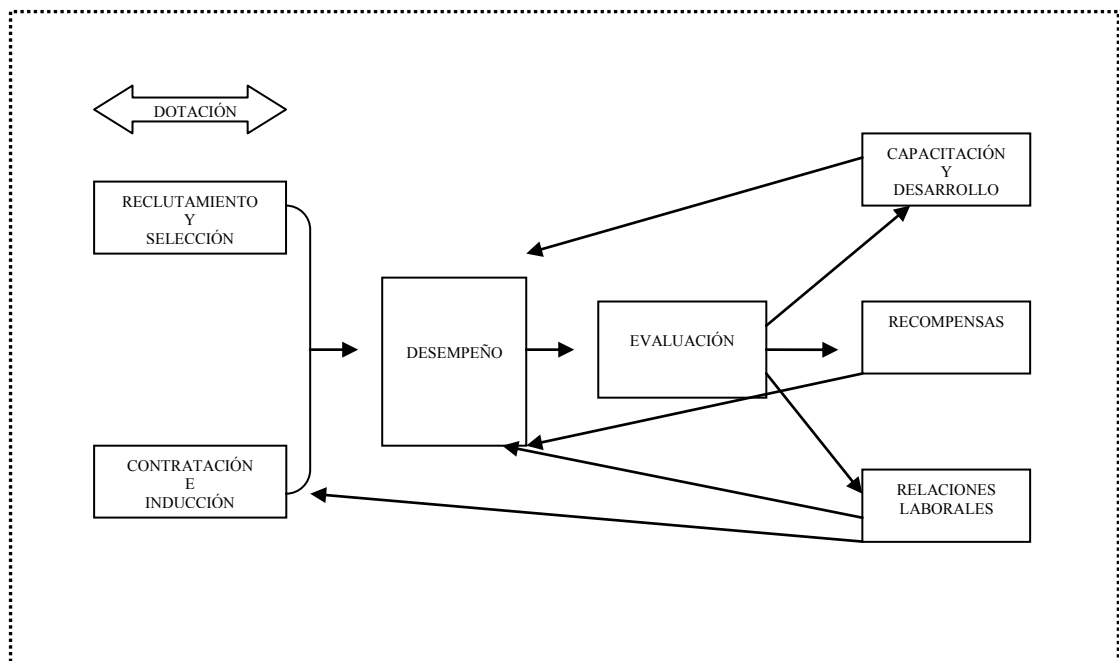 DOTACIÓN
RECLUTAMIENTO
Y
SELECCIÓN
CONTRATACIÓN
E
INDUCCIÓN
DESEMPEÑO
EVALUACIÓN
CAPACITACIÓN
Y
DESARROLLO
RECOMPENSAS
RELACIONES
LABORALES